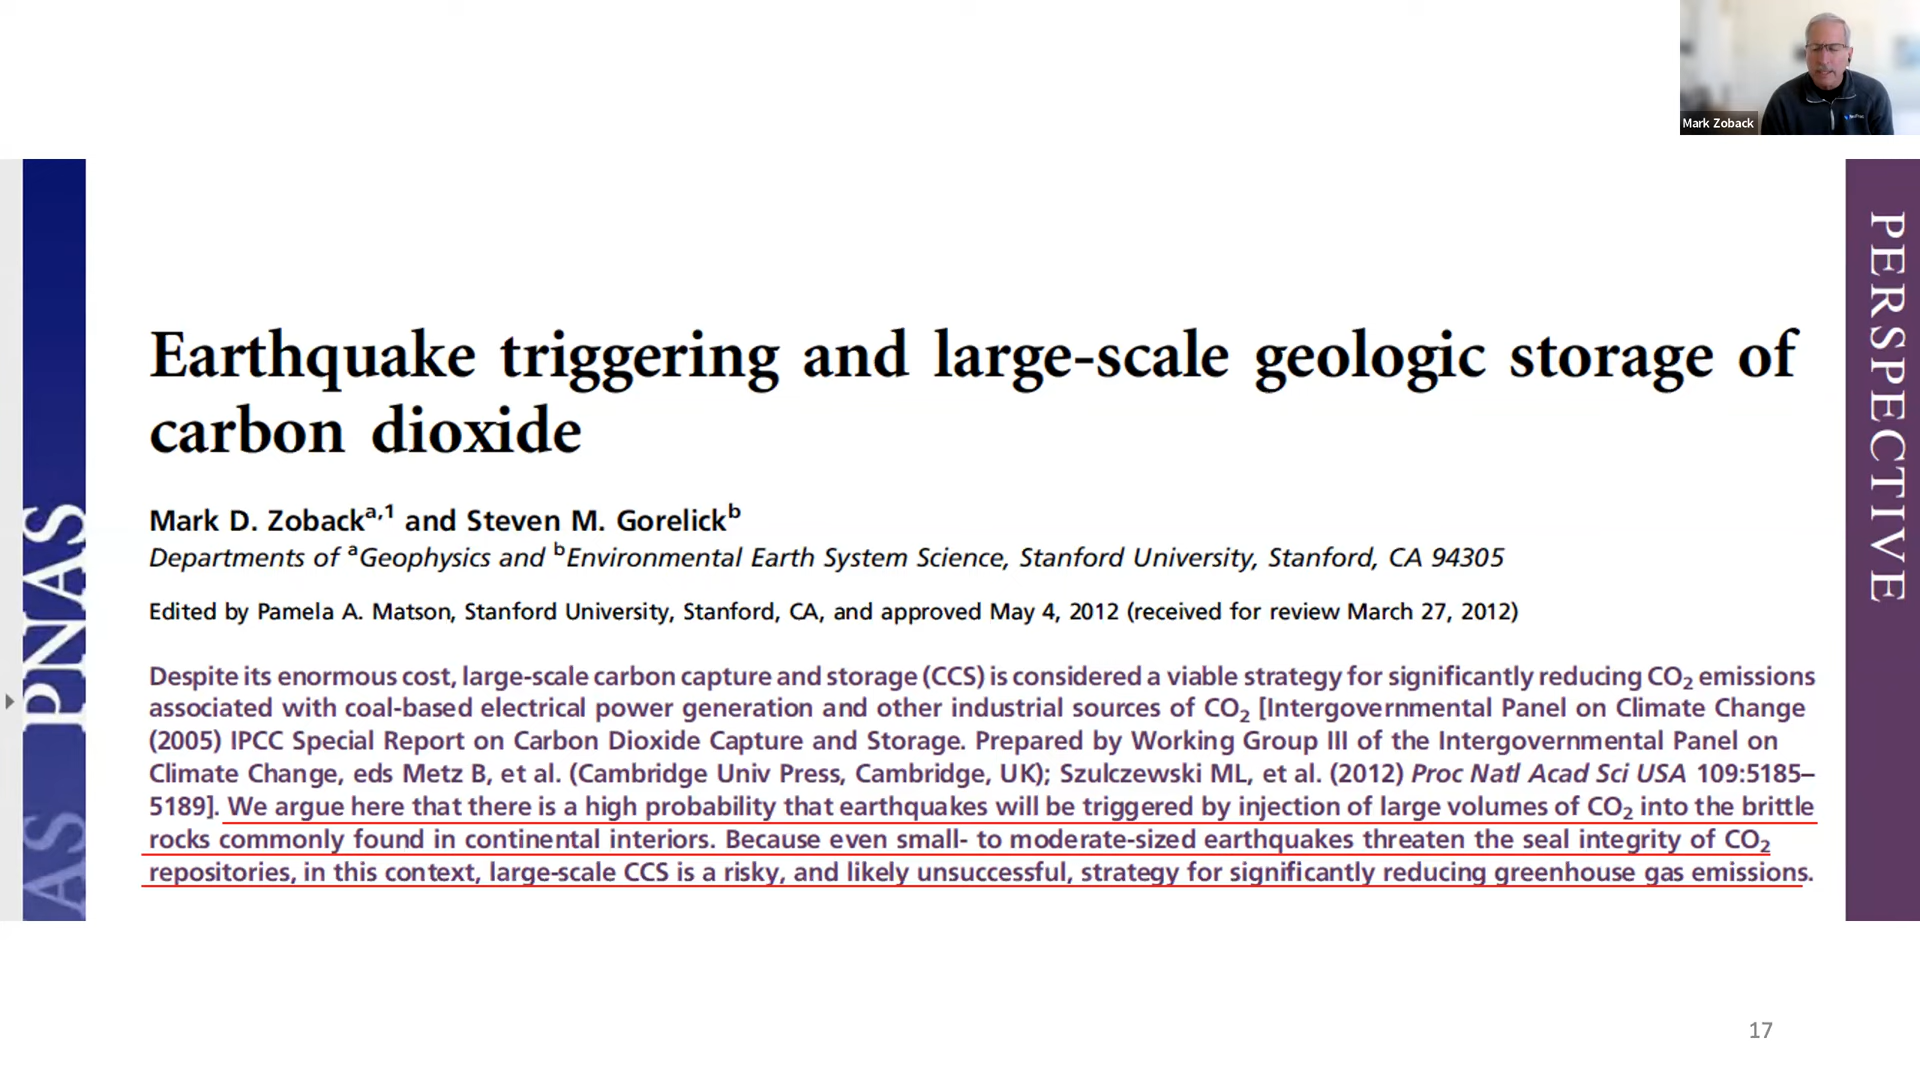 Mark Zoback
PNAS
AS
PERSPECTIVE
Earthquake triggering and large-scale geologic storage of
carbon dioxide
Mark D. Zobackᵃ,¹ and Steven M. Gorelickᵇ
Departments of ᵃGeophysics and ᵇEnvironmental Earth System Science, Stanford University, Stanford, CA 94305
Edited by Pamela A. Matson, Stanford University, Stanford, CA, and approved May 4, 2012 (received for review March 27, 2012)
Despite its enormous cost, large-scale carbon capture and storage (CCS) is considered a viable strategy for significantly reducing CO₂ emissions
associated with coal-based electrical power generation and other industrial sources of CO₂ [Intergovernmental Panel on Climate Change
(2005) IPCC Special Report on Carbon Dioxide Capture and Storage. Prepared by Working Group III of the Intergovernmental Panel on
Climate Change, eds Metz B, et al. (Cambridge Univ Press, Cambridge, UK); Szulczewski ML, et al. (2012) Proc Natl Acad Sci USA 109:5185–
5189]. We argue here that there is a high probability that earthquakes will be triggered by injection of large volumes of CO₂ into the brittle
rocks commonly found in continental interiors. Because even small- to moderate-sized earthquakes threaten the seal integrity of CO₂
repositories, in this context, large-scale CCS is a risky, and likely unsuccessful, strategy for significantly reducing greenhouse gas emissions.
17